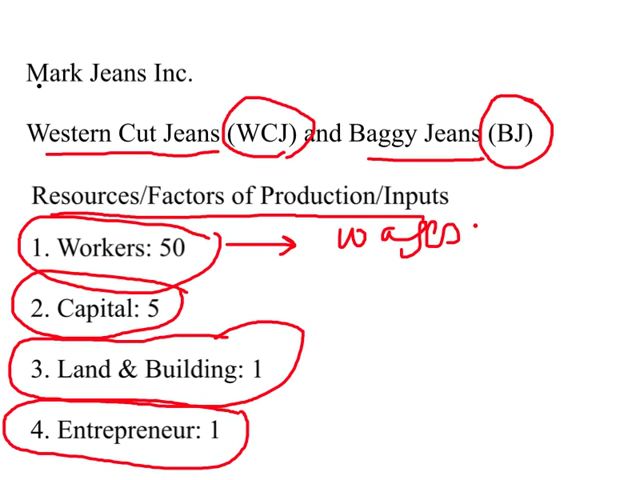 Mark Jeans Inc.
Western Cut Jeans (WCJ) and Baggy Jeans (BJ)
Resources/Factors of Production/Inputs
1. Workers: 50 → wages
2. Capital: 5
3. Land & Building: 1
4. Entrepreneur: 1